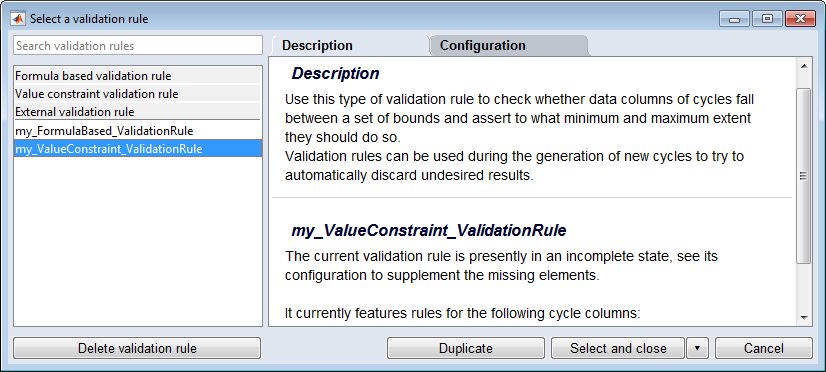 Select a validation rule
Search validation rules
Formula based validation rule
Value constraint validation rule
External validation rule
my_FormulaBased_ValidationRule
my_ValueConstraint_ValidationRule
Delete validation rule
Description
Configuration
Description
Use this type of validation rule to check whether data columns of cycles fall
between a set of bounds and assert to what minimum and maximum extent
they should do so.
Validation rules can be used during the generation of new cycles to try to
automatically discard undesired results.
my_ValueConstraint_ValidationRule
The current validation rule is presently in an incomplete state, see its
configuration to supplement the missing elements.
It currently features rules for the following cycle columns:
Duplicate
Select and close
Cancel